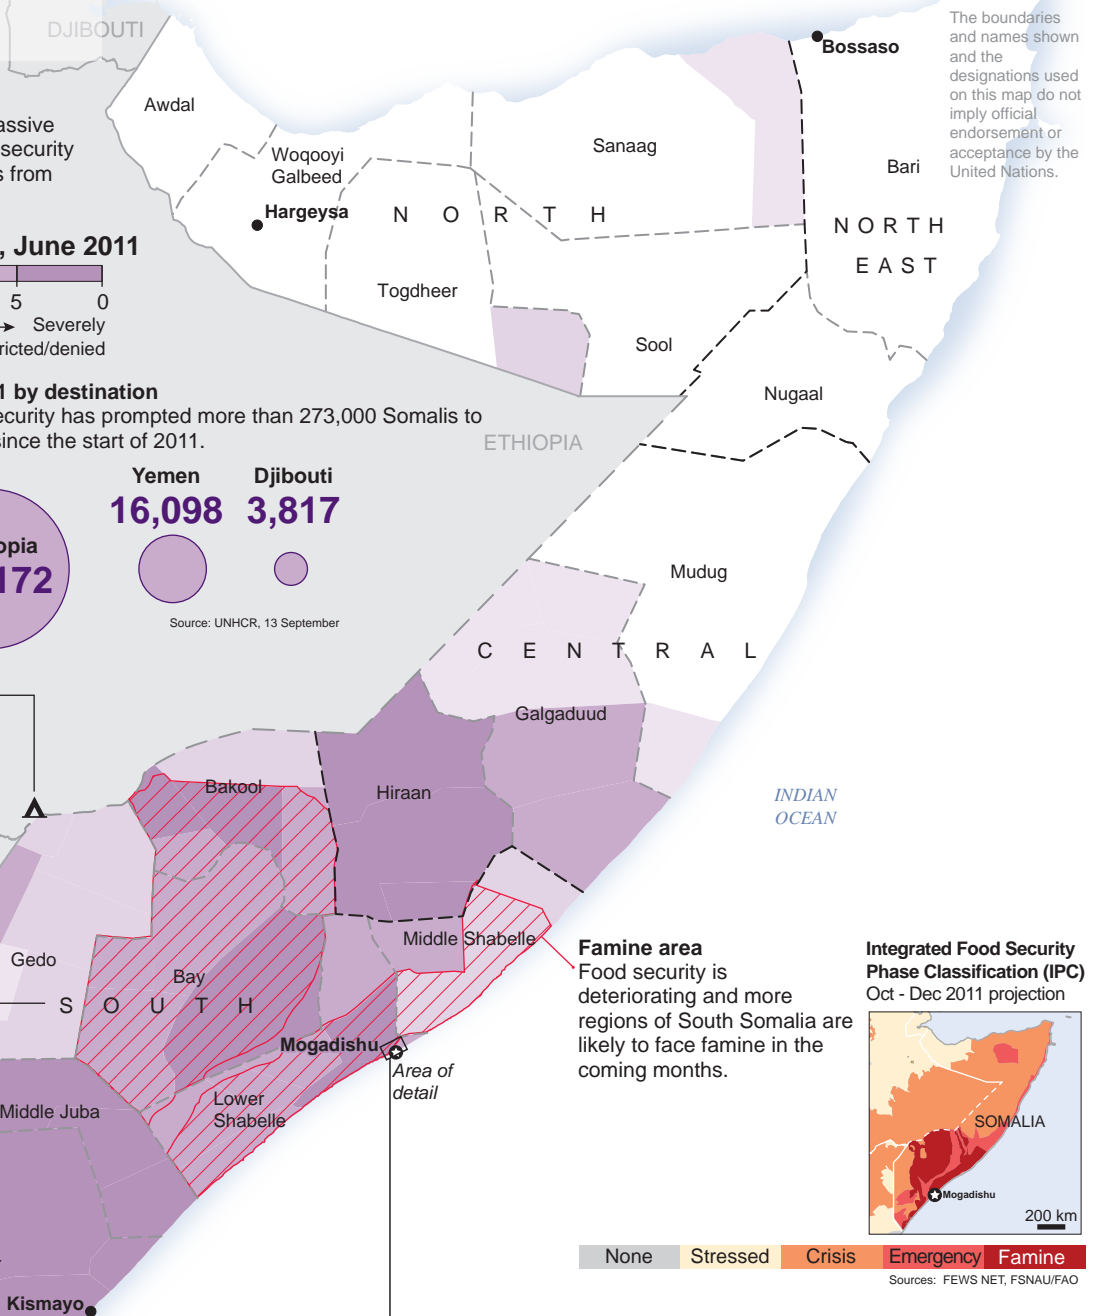 DJIBOUTI
The boundaries
and names shown
and the
designations used
on this map do not
imply official
endorsement or
acceptance by the
United Nations.
Bossaso
Awdal
Woqooyi
Galbeed
Sanaag
Bari
Hargeysa
NORTH
NORTH
EAST
security
from
, June 2011
5 0
Severely
Togdheer
Sool
Nugaal
by destination
has prompted more than 273,000 Somalis to
since the start of 2011.
ETHIOPIA
Yemen
16,098
Djibouti
3,817
172
Source: UNHCR, 13 September
Mudug
CENTRAL
Galgaduud
Bakool
Hiraan
INDIAN
OCEAN
Gedo
Bay
Middle Shabelle
SOUTH
Mogadishu
Area of
detail
Middle Juba
Lower
Shabelle
Kismayo
Famine area
Food security is
deteriorating and more
regions of South Somalia are
likely to face famine in the
coming months.
Integrated Food Security
Phase Classification (IPC)
Oct - Dec 2011 projection
SOMALIA
Mogadishu
200 km
None Stressed Crisis Emergency Famine
Sources: FEWS NET, FSNAU/FAO